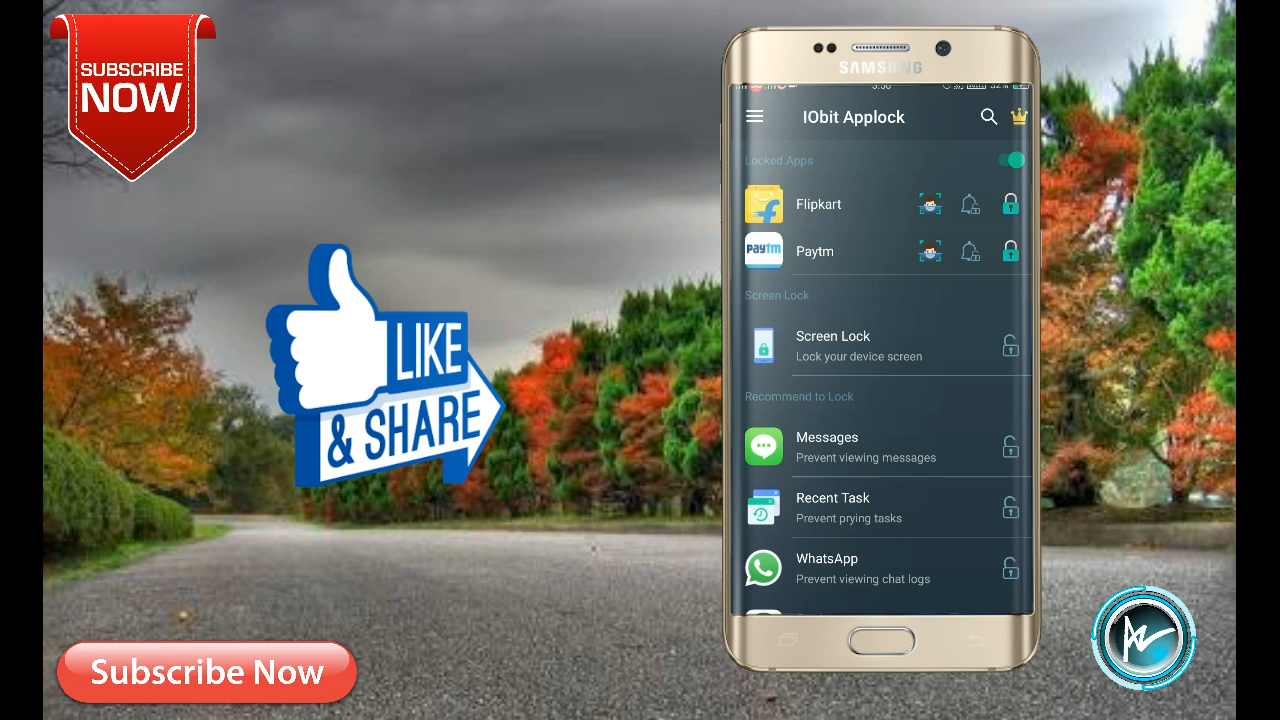 SUBSCRIBE
NOW
LIKE
& SHARE
Subscribe Now
SAMSUNG
IObit Applock
Locked Apps
Flipkart
Paytm
paytm
Screen Lock
Screen Lock
Lock your device screen
Recommend to Lock
Messages
Prevent viewing messages
Recent Task
Prevent prying tasks
WhatsApp
Prevent viewing chat logs